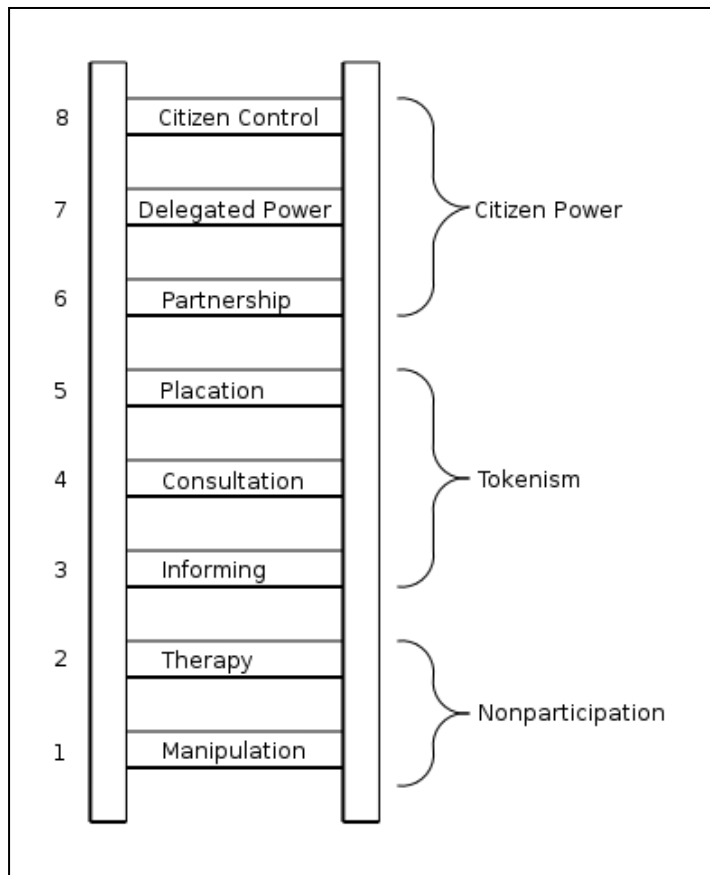 8 Citizen Control
7 Delegated Power
Citizen Power
6 Partnership
5 Placation
4 Consultation
Tokenism
3 Informing
2 Therapy
Nonparticipation
1 Manipulation